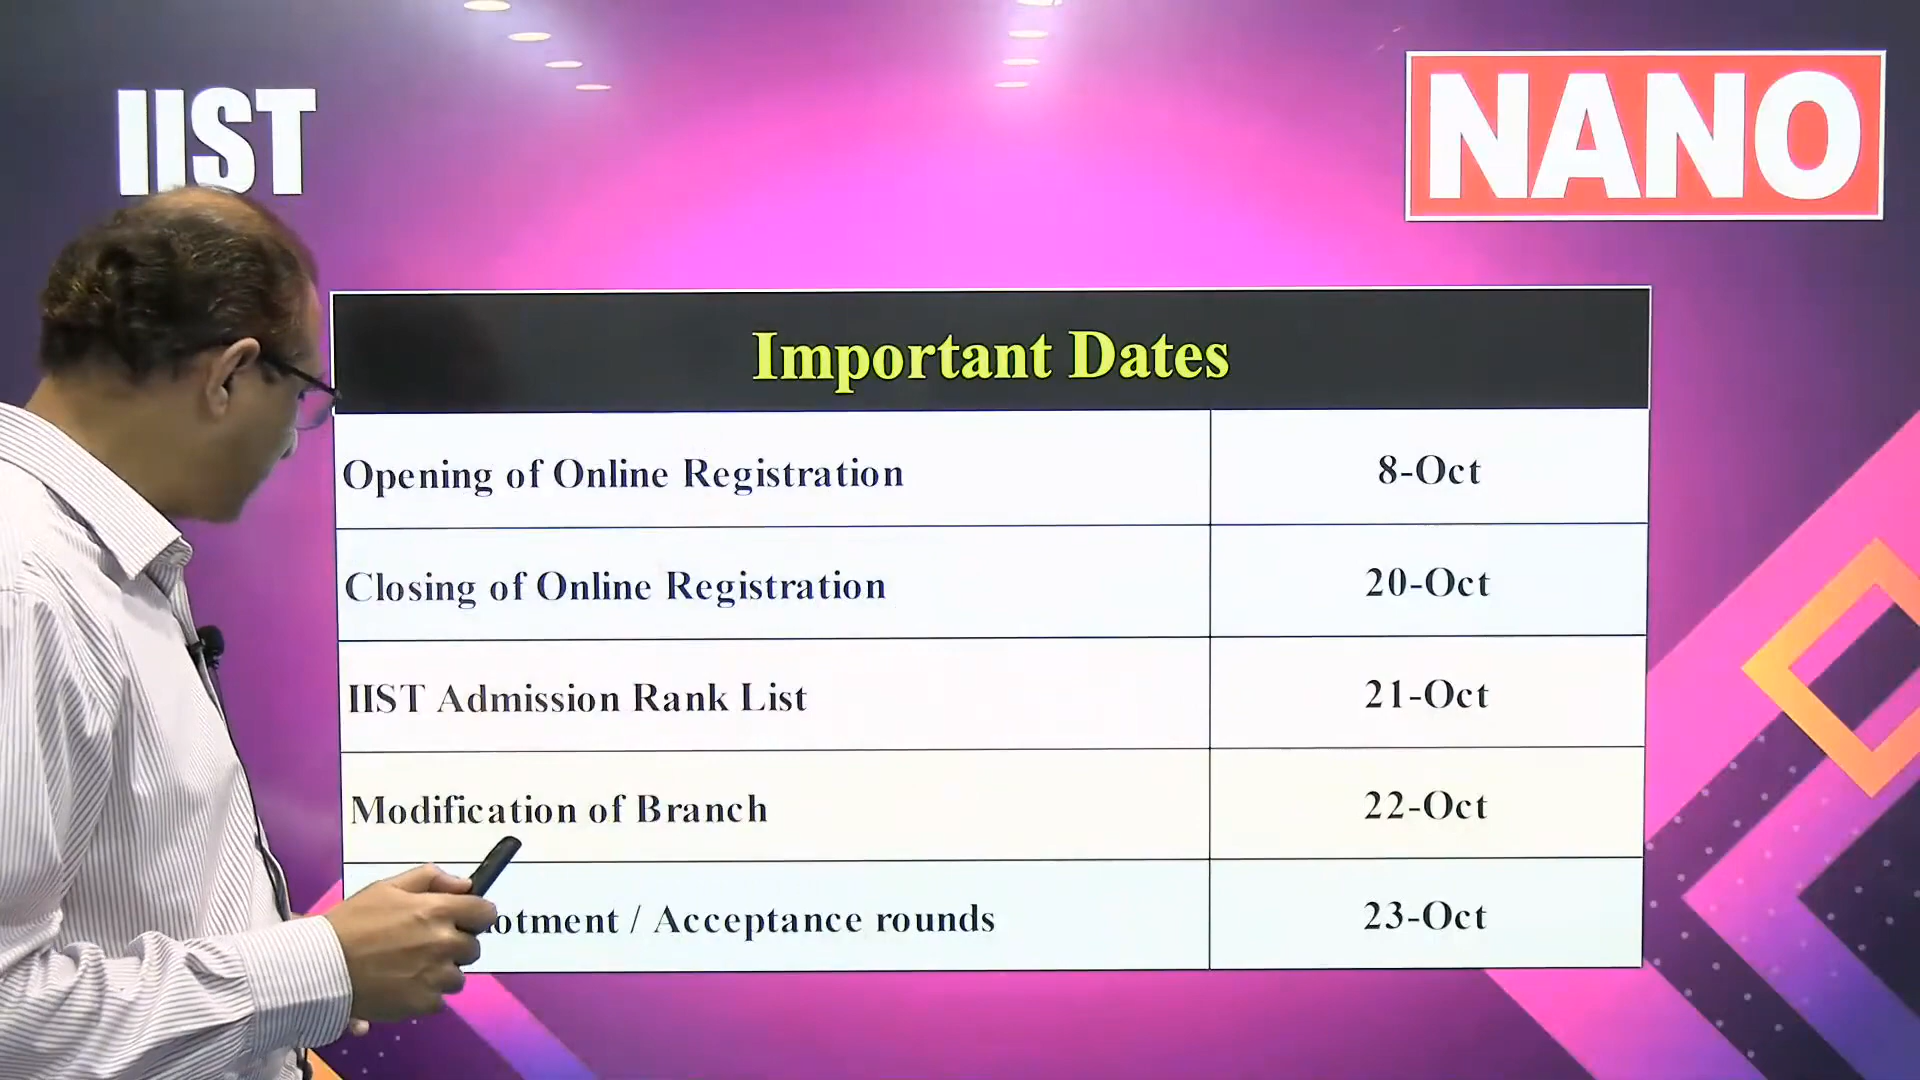 IIST
NANO
Important Dates
Opening of Online Registration 8-Oct
Closing of Online Registration 20-Oct
IIST Admission Rank List 21-Oct
Modification of Branch 22-Oct
/ Acceptance rounds 23-Oct